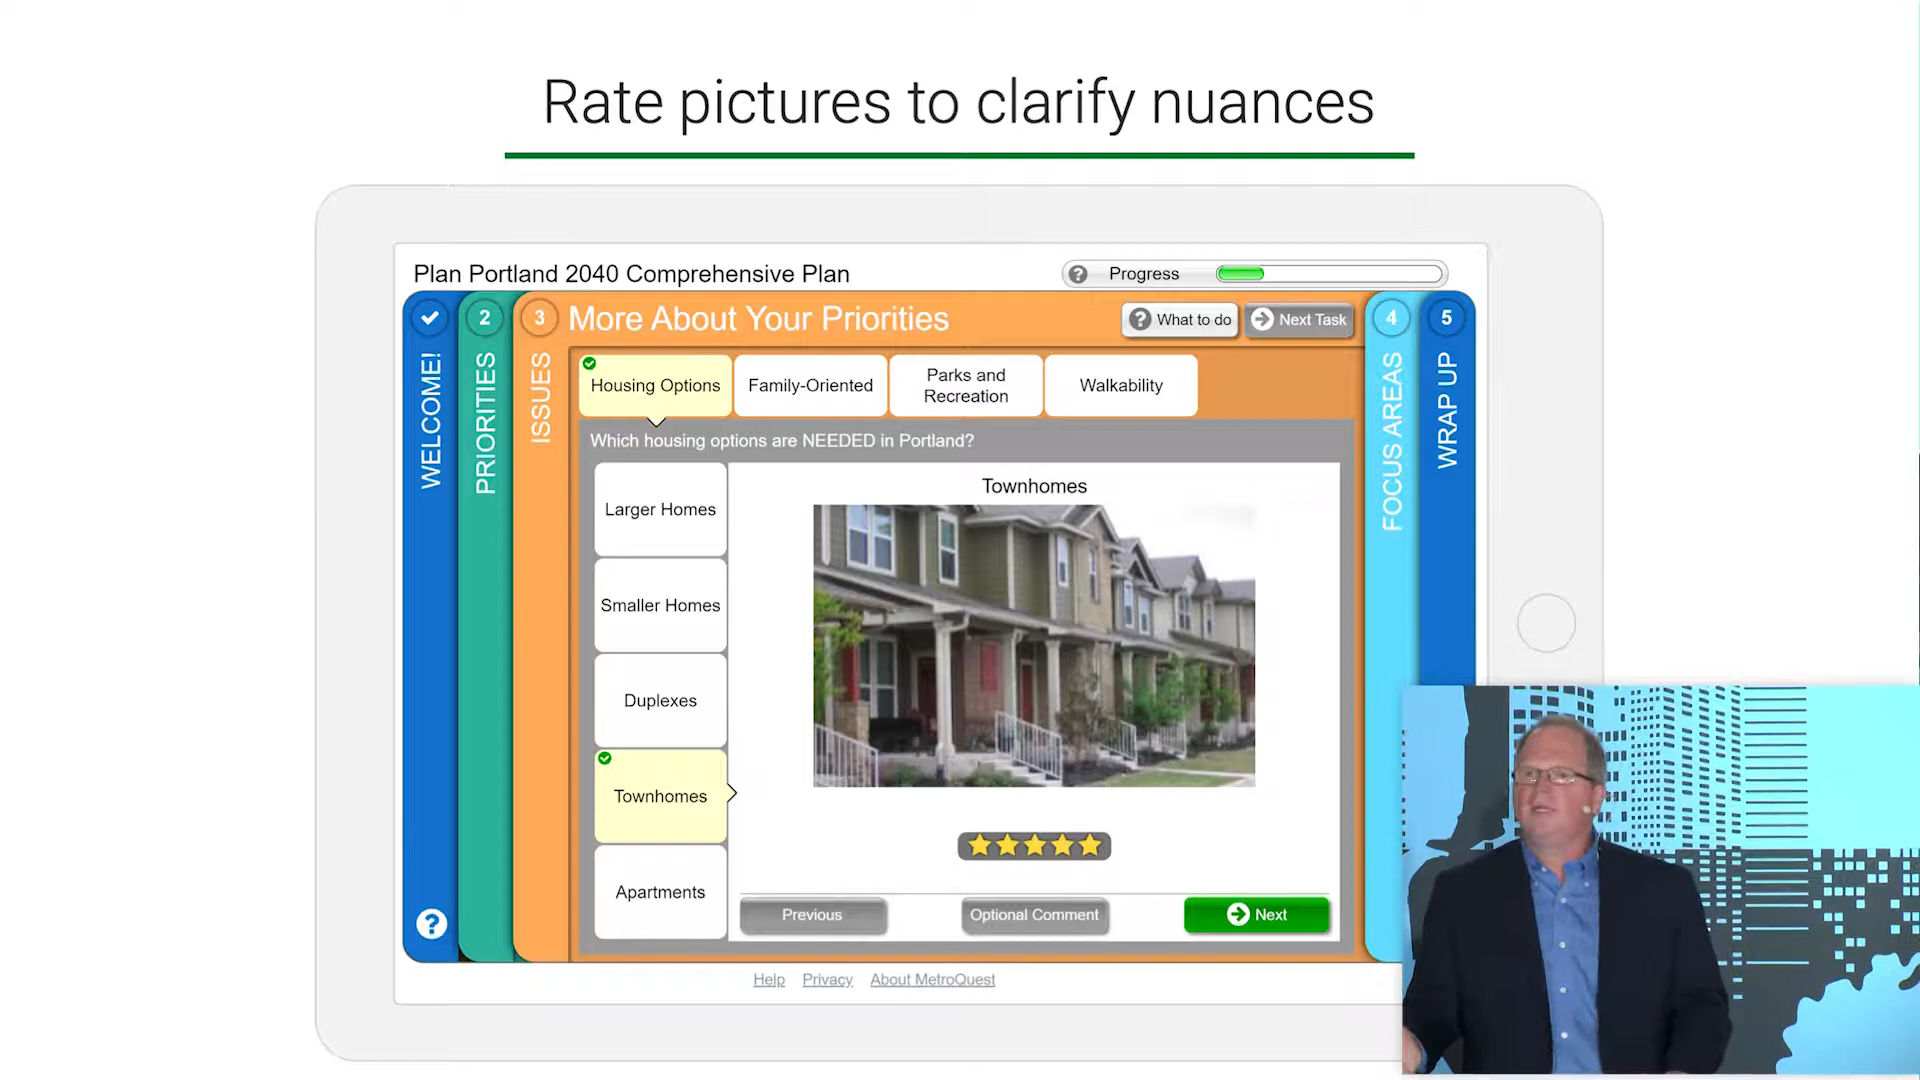 Rate pictures to clarify nuances
Plan Portland 2040 Comprehensive Plan
? Progress
WELCOME!
2
PRIORITIES
3
ISSUES
More About Your Priorities
? What to do
Next Task
4
FOCUS AREAS
5
WRAP UP
Housing Options
Family-Oriented
Parks and
Recreation
Walkability
Which housing options are NEEDED in Portland?
Larger Homes
Smaller Homes
Duplexes
Townhomes
Apartments
Townhomes
Previous
Optional Comment
Next
?
Help
Privacy
About MetroQuest